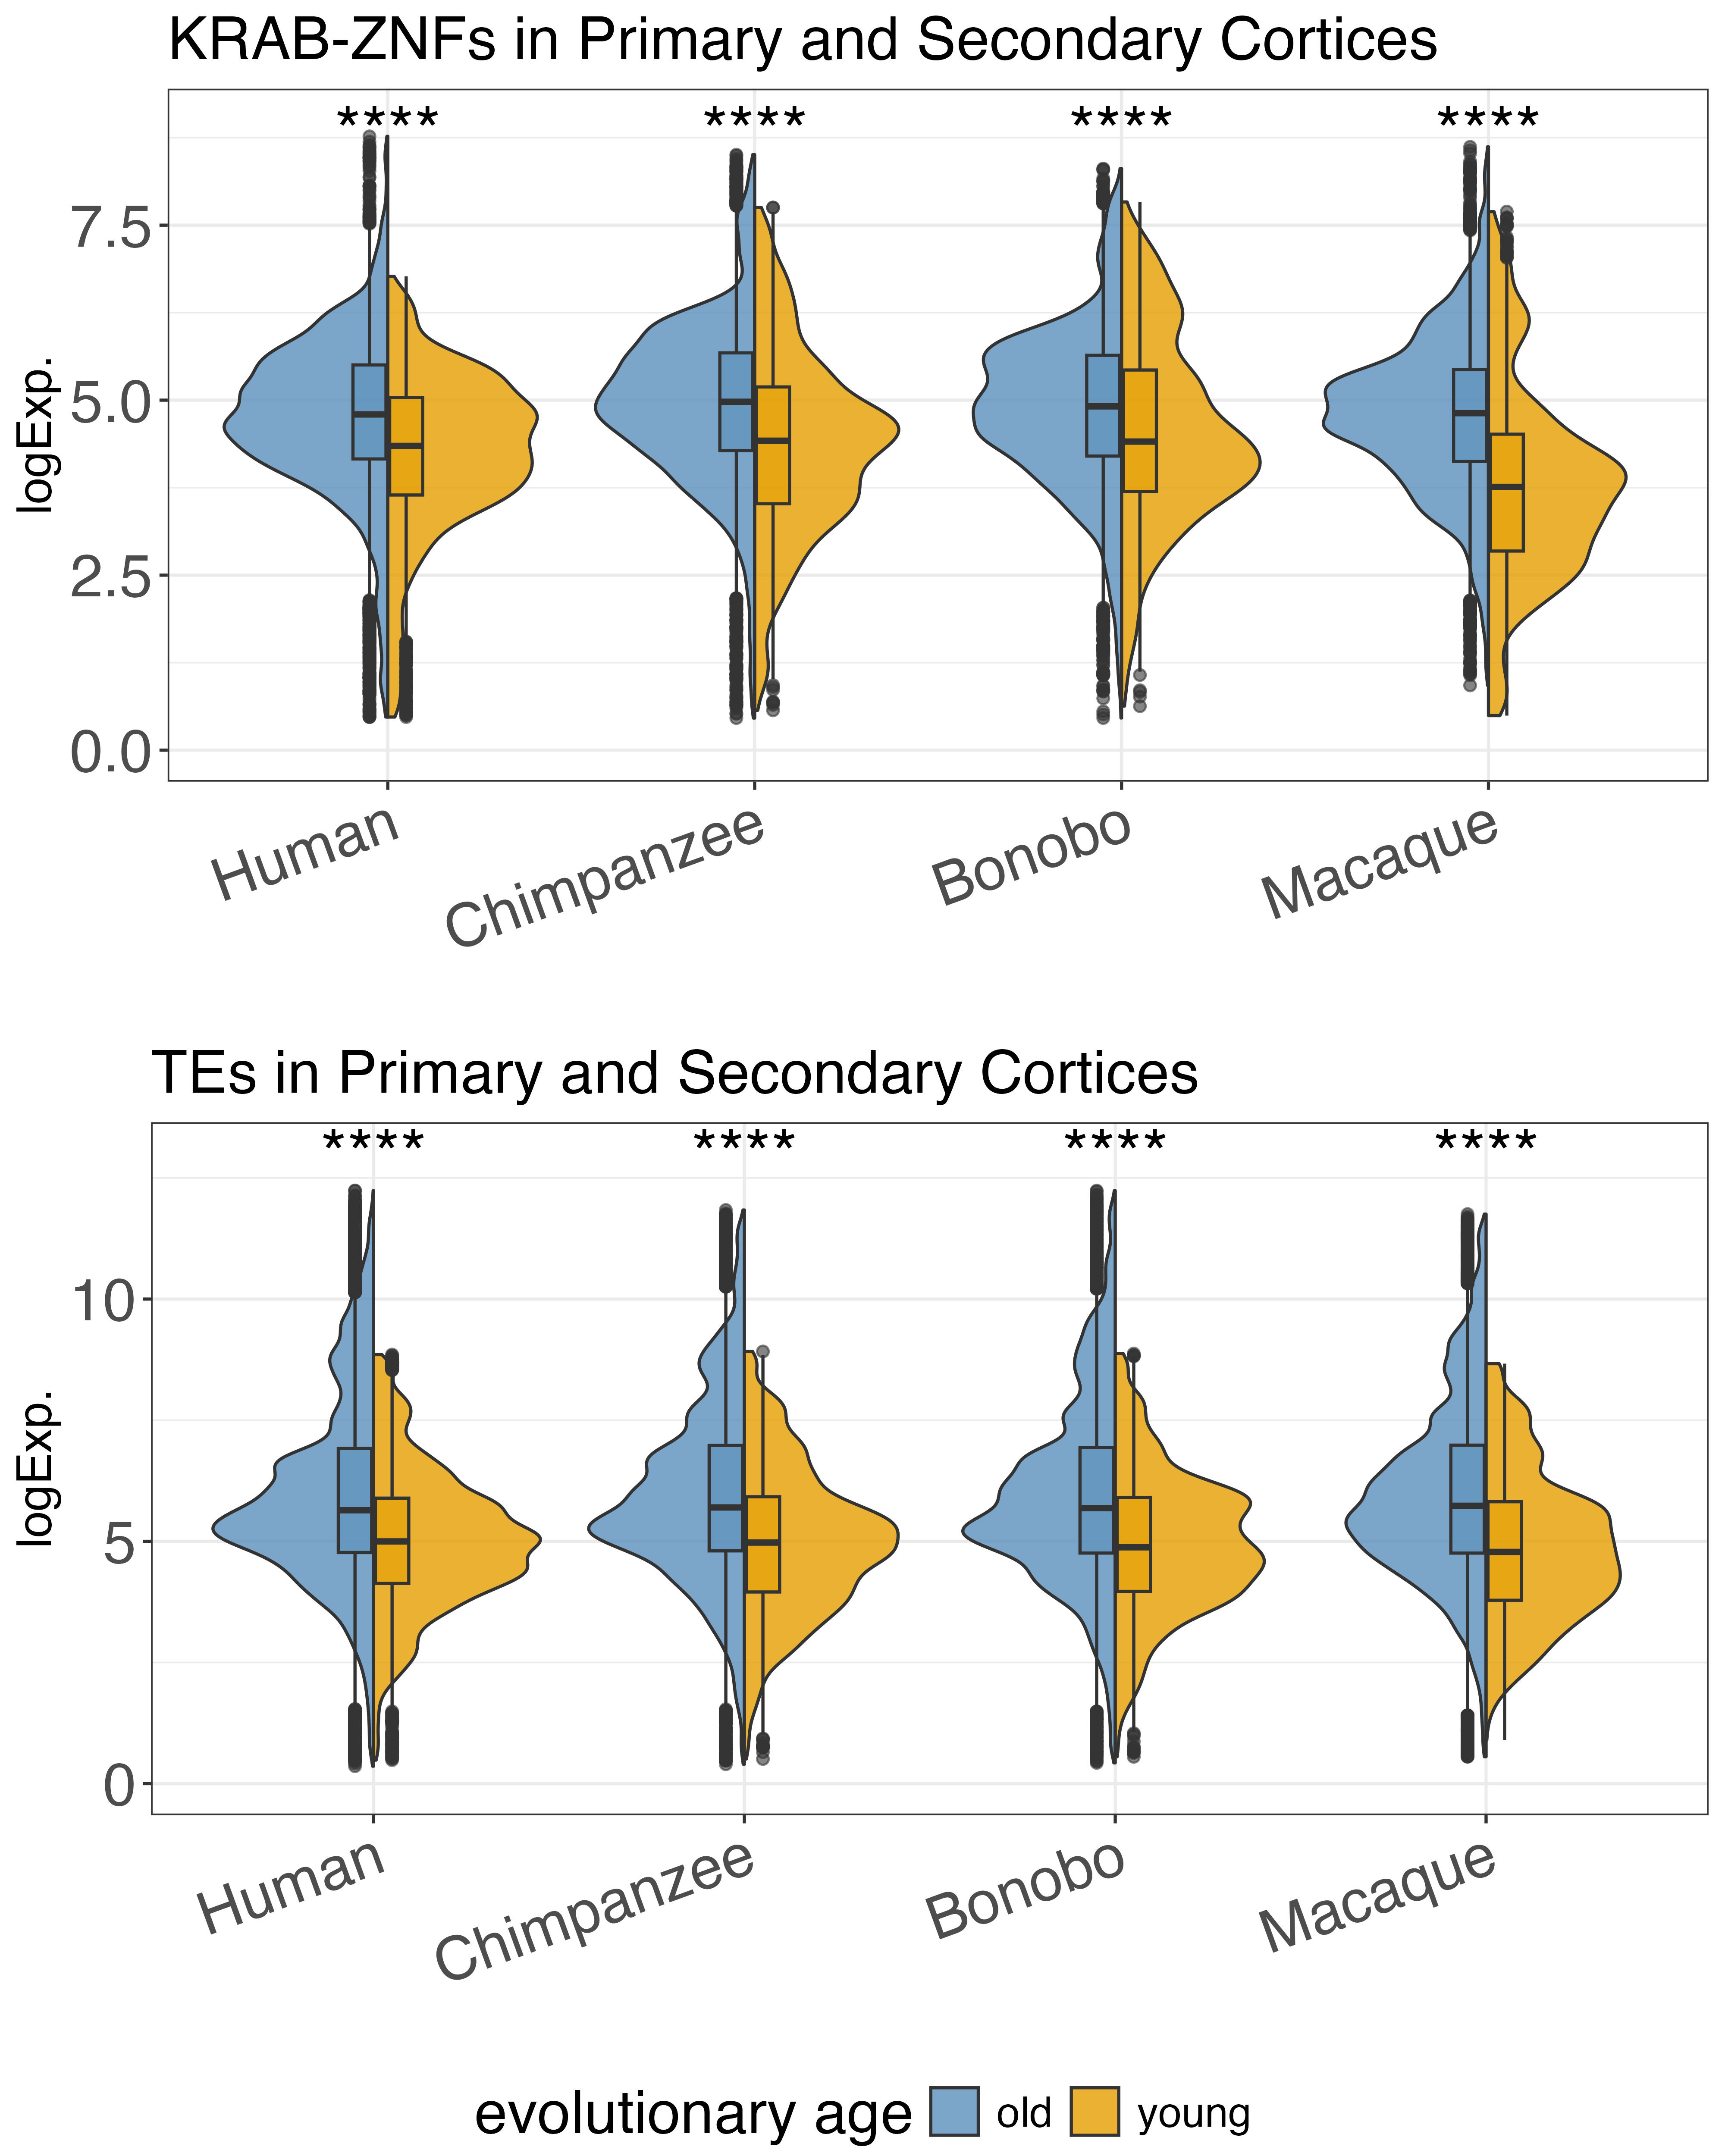 KRAB-ZNFs in Primary and Secondary Cortices
**** **** **** ****
logExp.
7.5
5.0
2.5
0.0
Human Chimpanzee Bonobo Macaque
TEs in Primary and Secondary Cortices
**** **** **** ****
logExp.
10
5
0
Human Chimpanzee Bonobo Macaque
evolutionary age old young